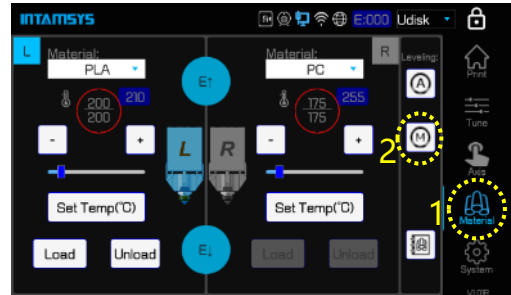 INTAMSYS E:000 Udisk
L Material: PLA E↑ Material: PC R Leveling: Print
200 210 175 255 A
200 175
- + - + 2 M Tune
L R Axis
Set Temp(℃) Set Temp(℃) 1 Material
Load Unload E↓ Load Unload System